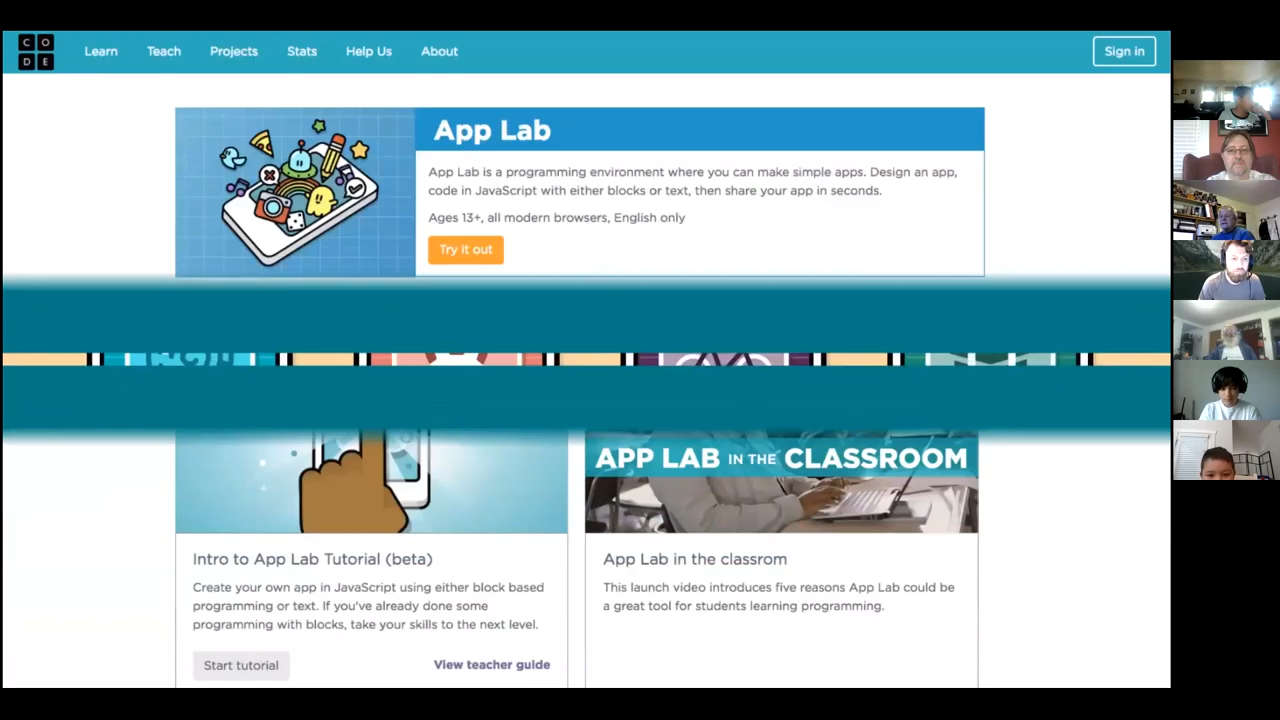 CODE
Learn Teach Projects Stats Help Us About Sign in
App Lab
App Lab is a programming environment where you can make simple apps. Design an app,
code in JavaScript with either blocks or text, then share your app in seconds.
Ages 13+, all modern browsers, English only
Try it out
APP LAB IN THE CLASSROOM
Intro to App Lab Tutorial (beta)
Create your own app in JavaScript using either block based
programming or text. If you've already done some
programming with blocks, take your skills to the next level.
Start tutorial View teacher guide
App Lab in the classrom
This launch video introduces five reasons App Lab could be
a great tool for students learning programming.